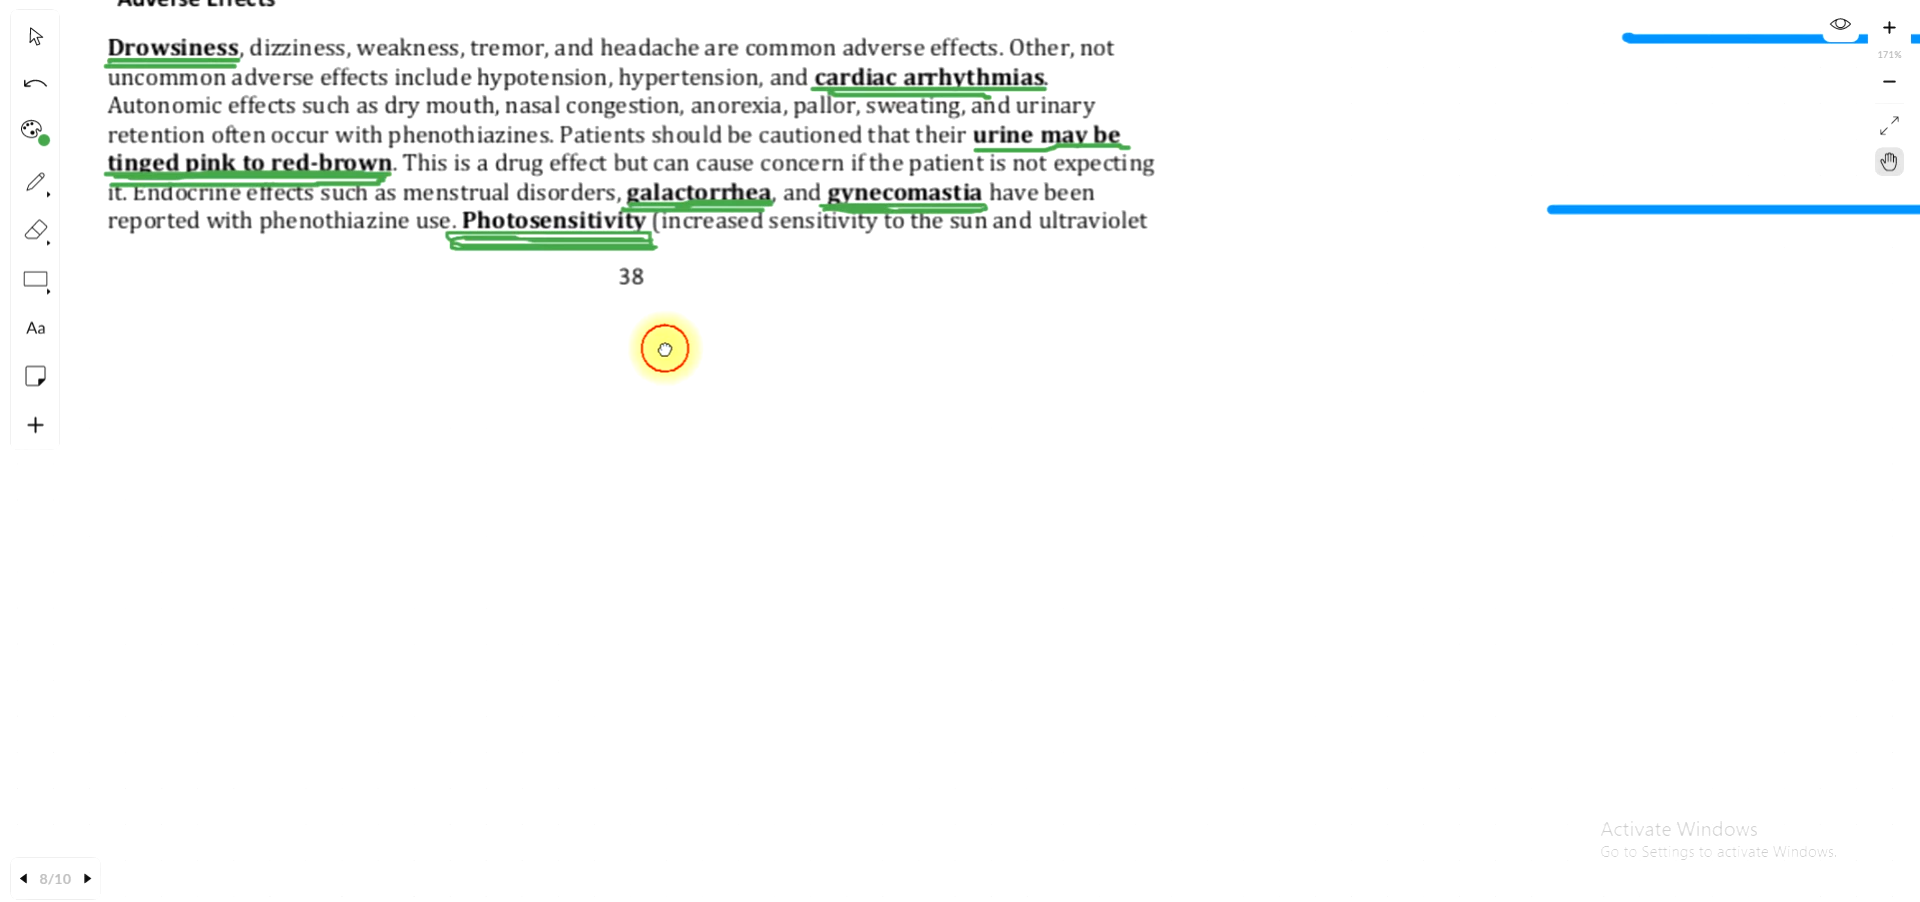 Adverse Effects
Drowsiness, dizziness, weakness, tremor, and headache are common adverse effects. Other, not
uncommon adverse effects include hypotension, hypertension, and cardiac arrhythmias.
Autonomic effects such as dry mouth, nasal congestion, anorexia, pallor, sweating, and urinary
retention often occur with phenothiazines. Patients should be cautioned that their urine may be
tinged pink to red-brown. This is a drug effect but can cause concern if the patient is not expecting
it. Endocrine effects such as menstrual disorders, galactorrhea, and gynecomastia have been
reported with phenothiazine use. Photosensitivity (increased sensitivity to the sun and ultraviolet
38
171%
Aa
Activate Windows
Go to Settings to activate Windows.
8/10